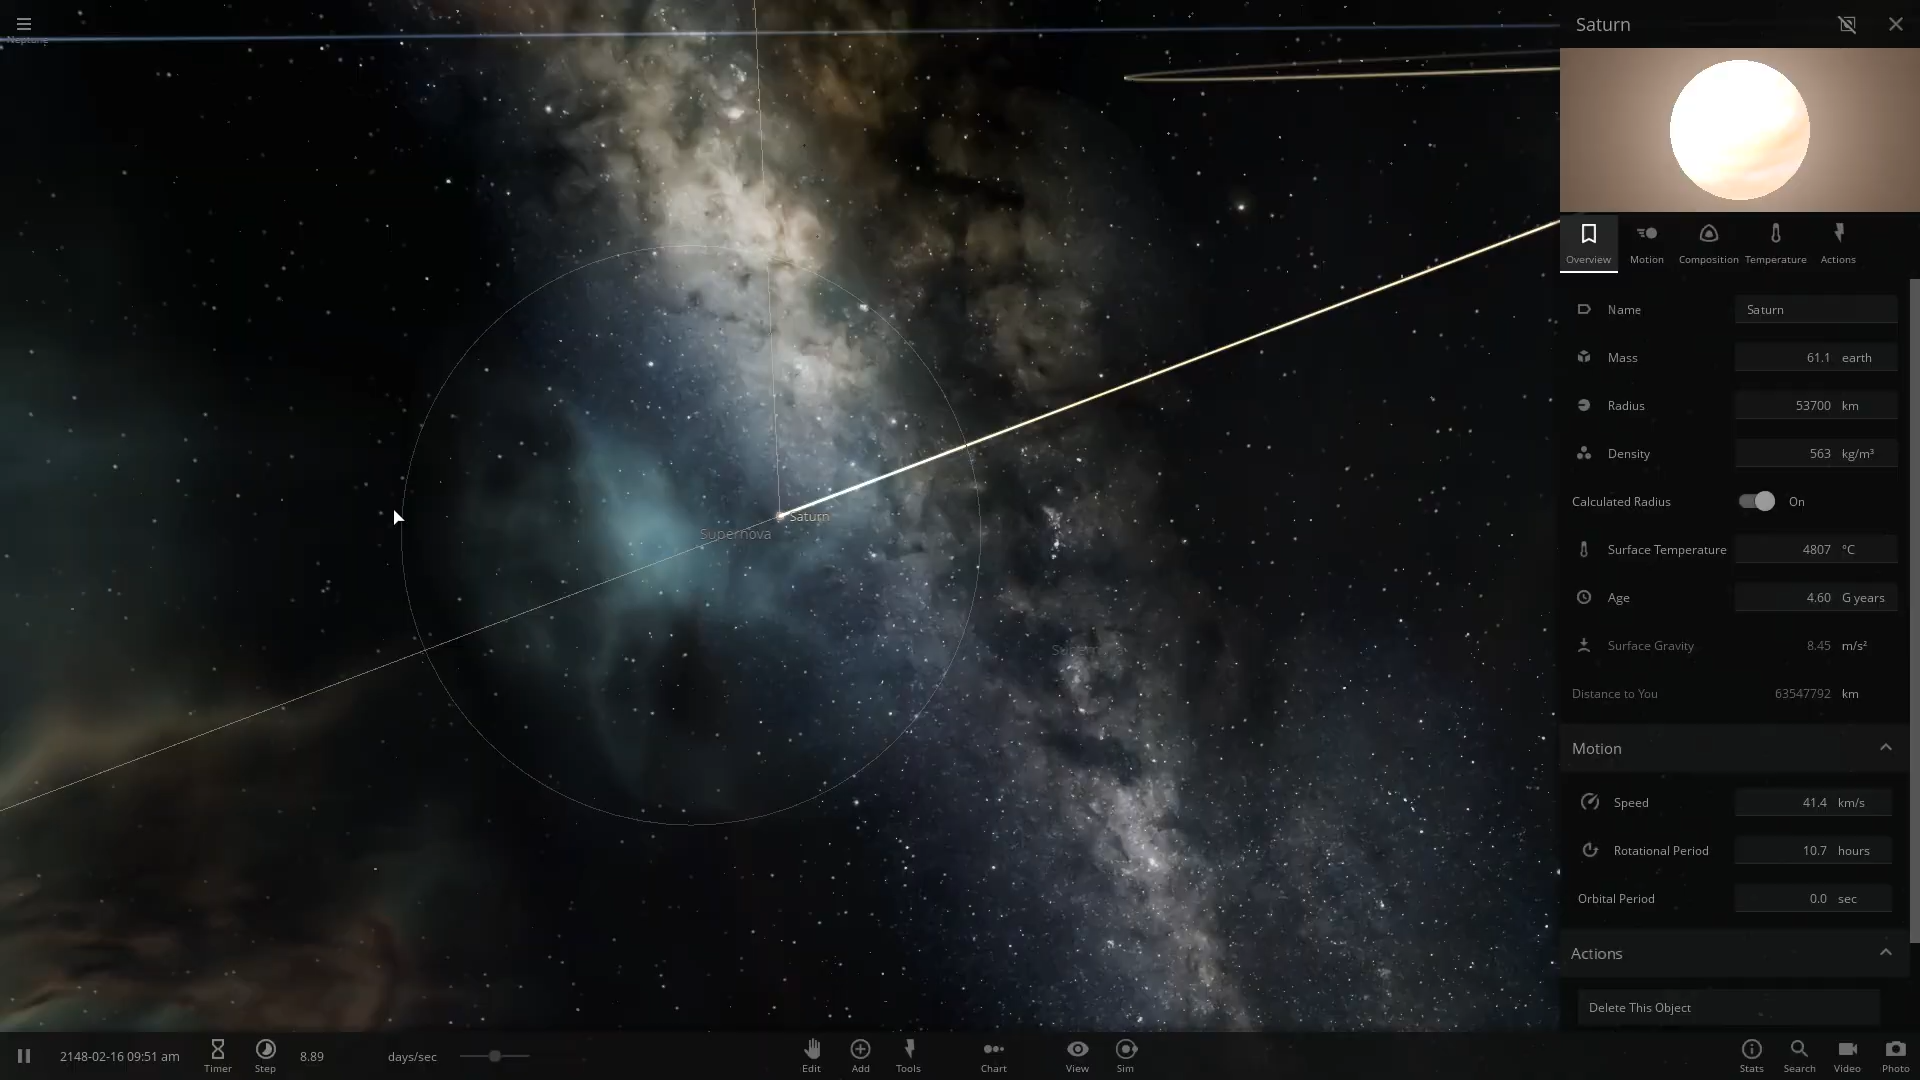 Neptune
Saturn
Saturn
Supernova
Supernova
Overview
Motion
Composition
Temperature
Actions
Name Saturn
Mass 61.1 earth
Radius 53700 km
Density 563 kg/m³
Calculated Radius On
Surface Temperature 4807 °C
Age 4.60 G years
Surface Gravity 8.45 m/s²
Distance to You 63547792 km
Motion
Speed 41.4 km/s
Rotational Period 10.7 hours
Orbital Period 0.0 sec
Actions
Delete This Object
2148-02-16 09:51 am
Timer
Step
8.89 days/sec
Edit
Add
Tools
Chart
View
Sim
Stats
Search
Video
Photo